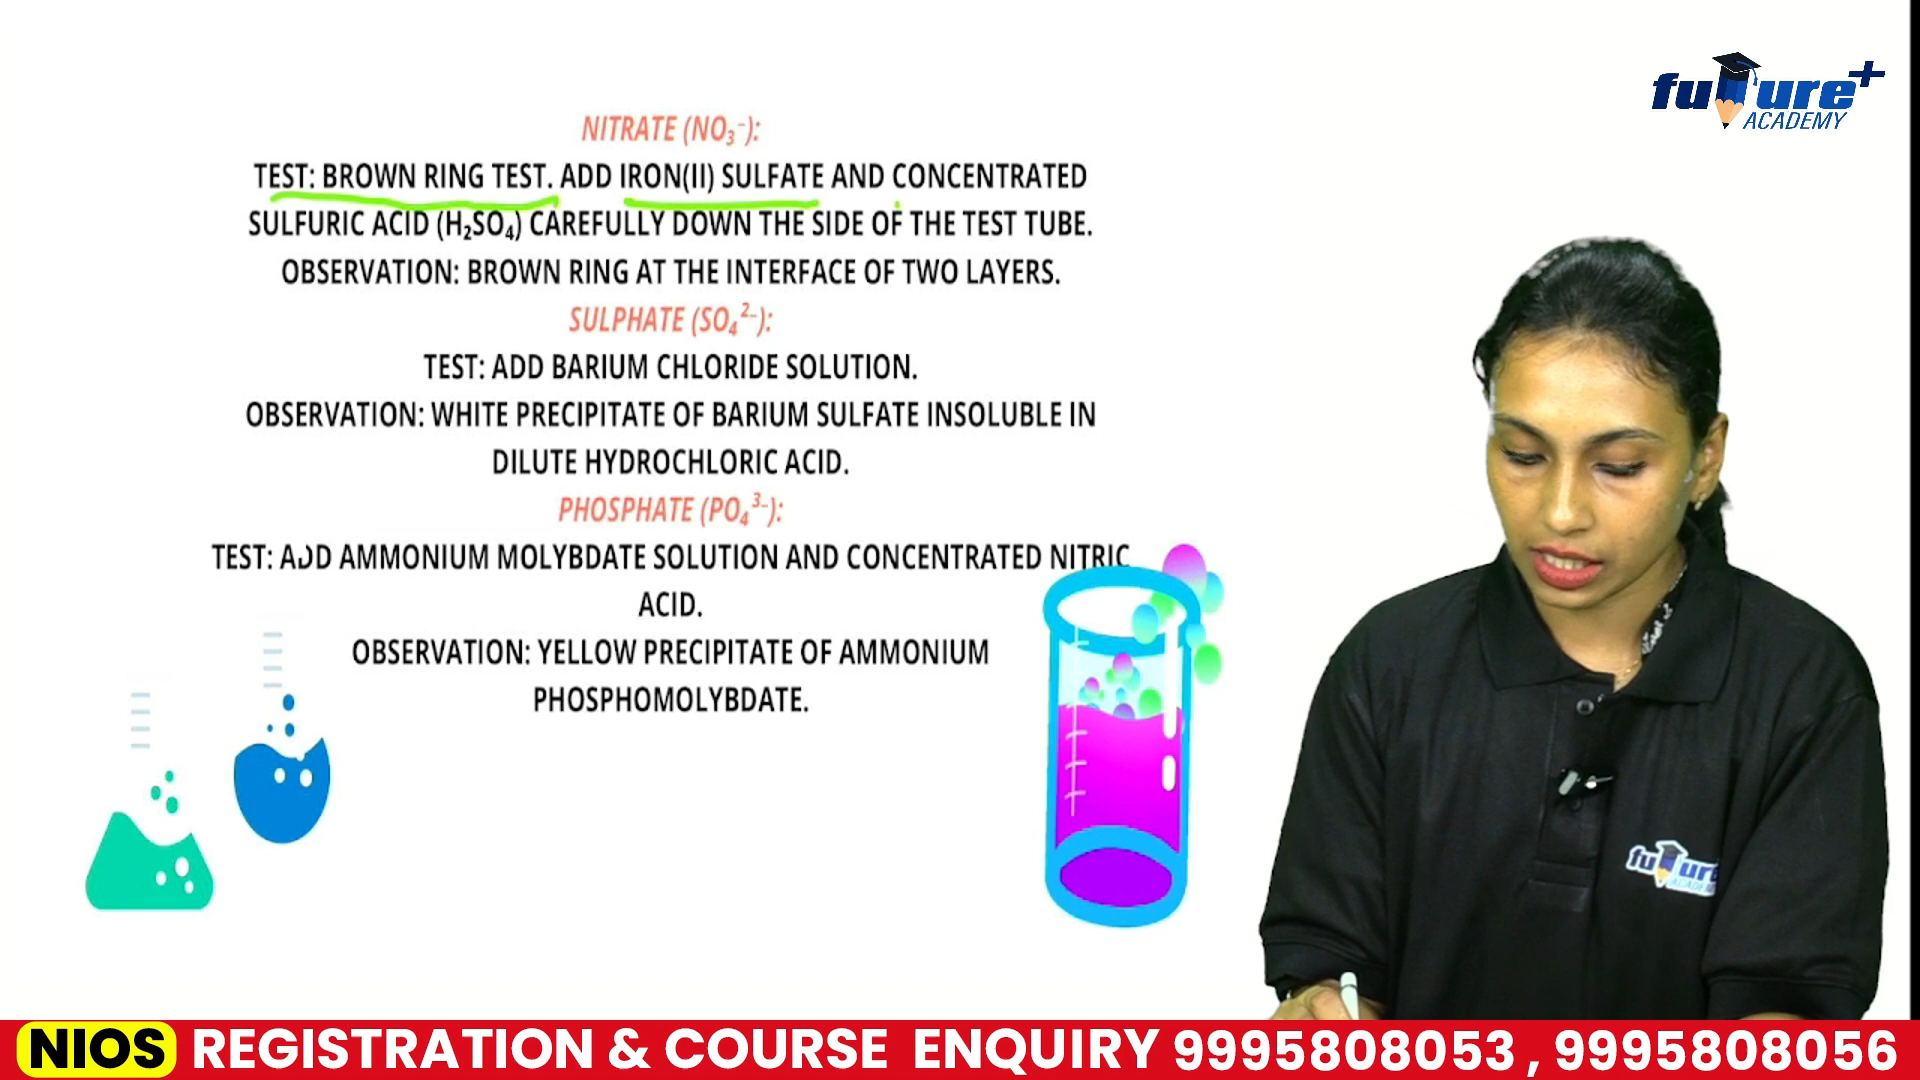 future+
ACADEMY
NITRATE (NO₃⁻):
TEST: BROWN RING TEST. ADD IRON(II) SULFATE AND CONCENTRATED
SULFURIC ACID (H₂SO₄) CAREFULLY DOWN THE SIDE OF THE TEST TUBE.
OBSERVATION: BROWN RING AT THE INTERFACE OF TWO LAYERS.
SULPHATE (SO₄²⁻):
TEST: ADD BARIUM CHLORIDE SOLUTION.
OBSERVATION: WHITE PRECIPITATE OF BARIUM SULFATE INSOLUBLE IN
DILUTE HYDROCHLORIC ACID.
PHOSPHATE (PO₄³⁻):
TEST: ADD AMMONIUM MOLYBDATE SOLUTION AND CONCENTRATED NITRIC
ACID.
OBSERVATION: YELLOW PRECIPITATE OF AMMONIUM
PHOSPHOMOLYBDATE.
NIOS REGISTRATION & COURSE ENQUIRY 9995808053 , 9995808056